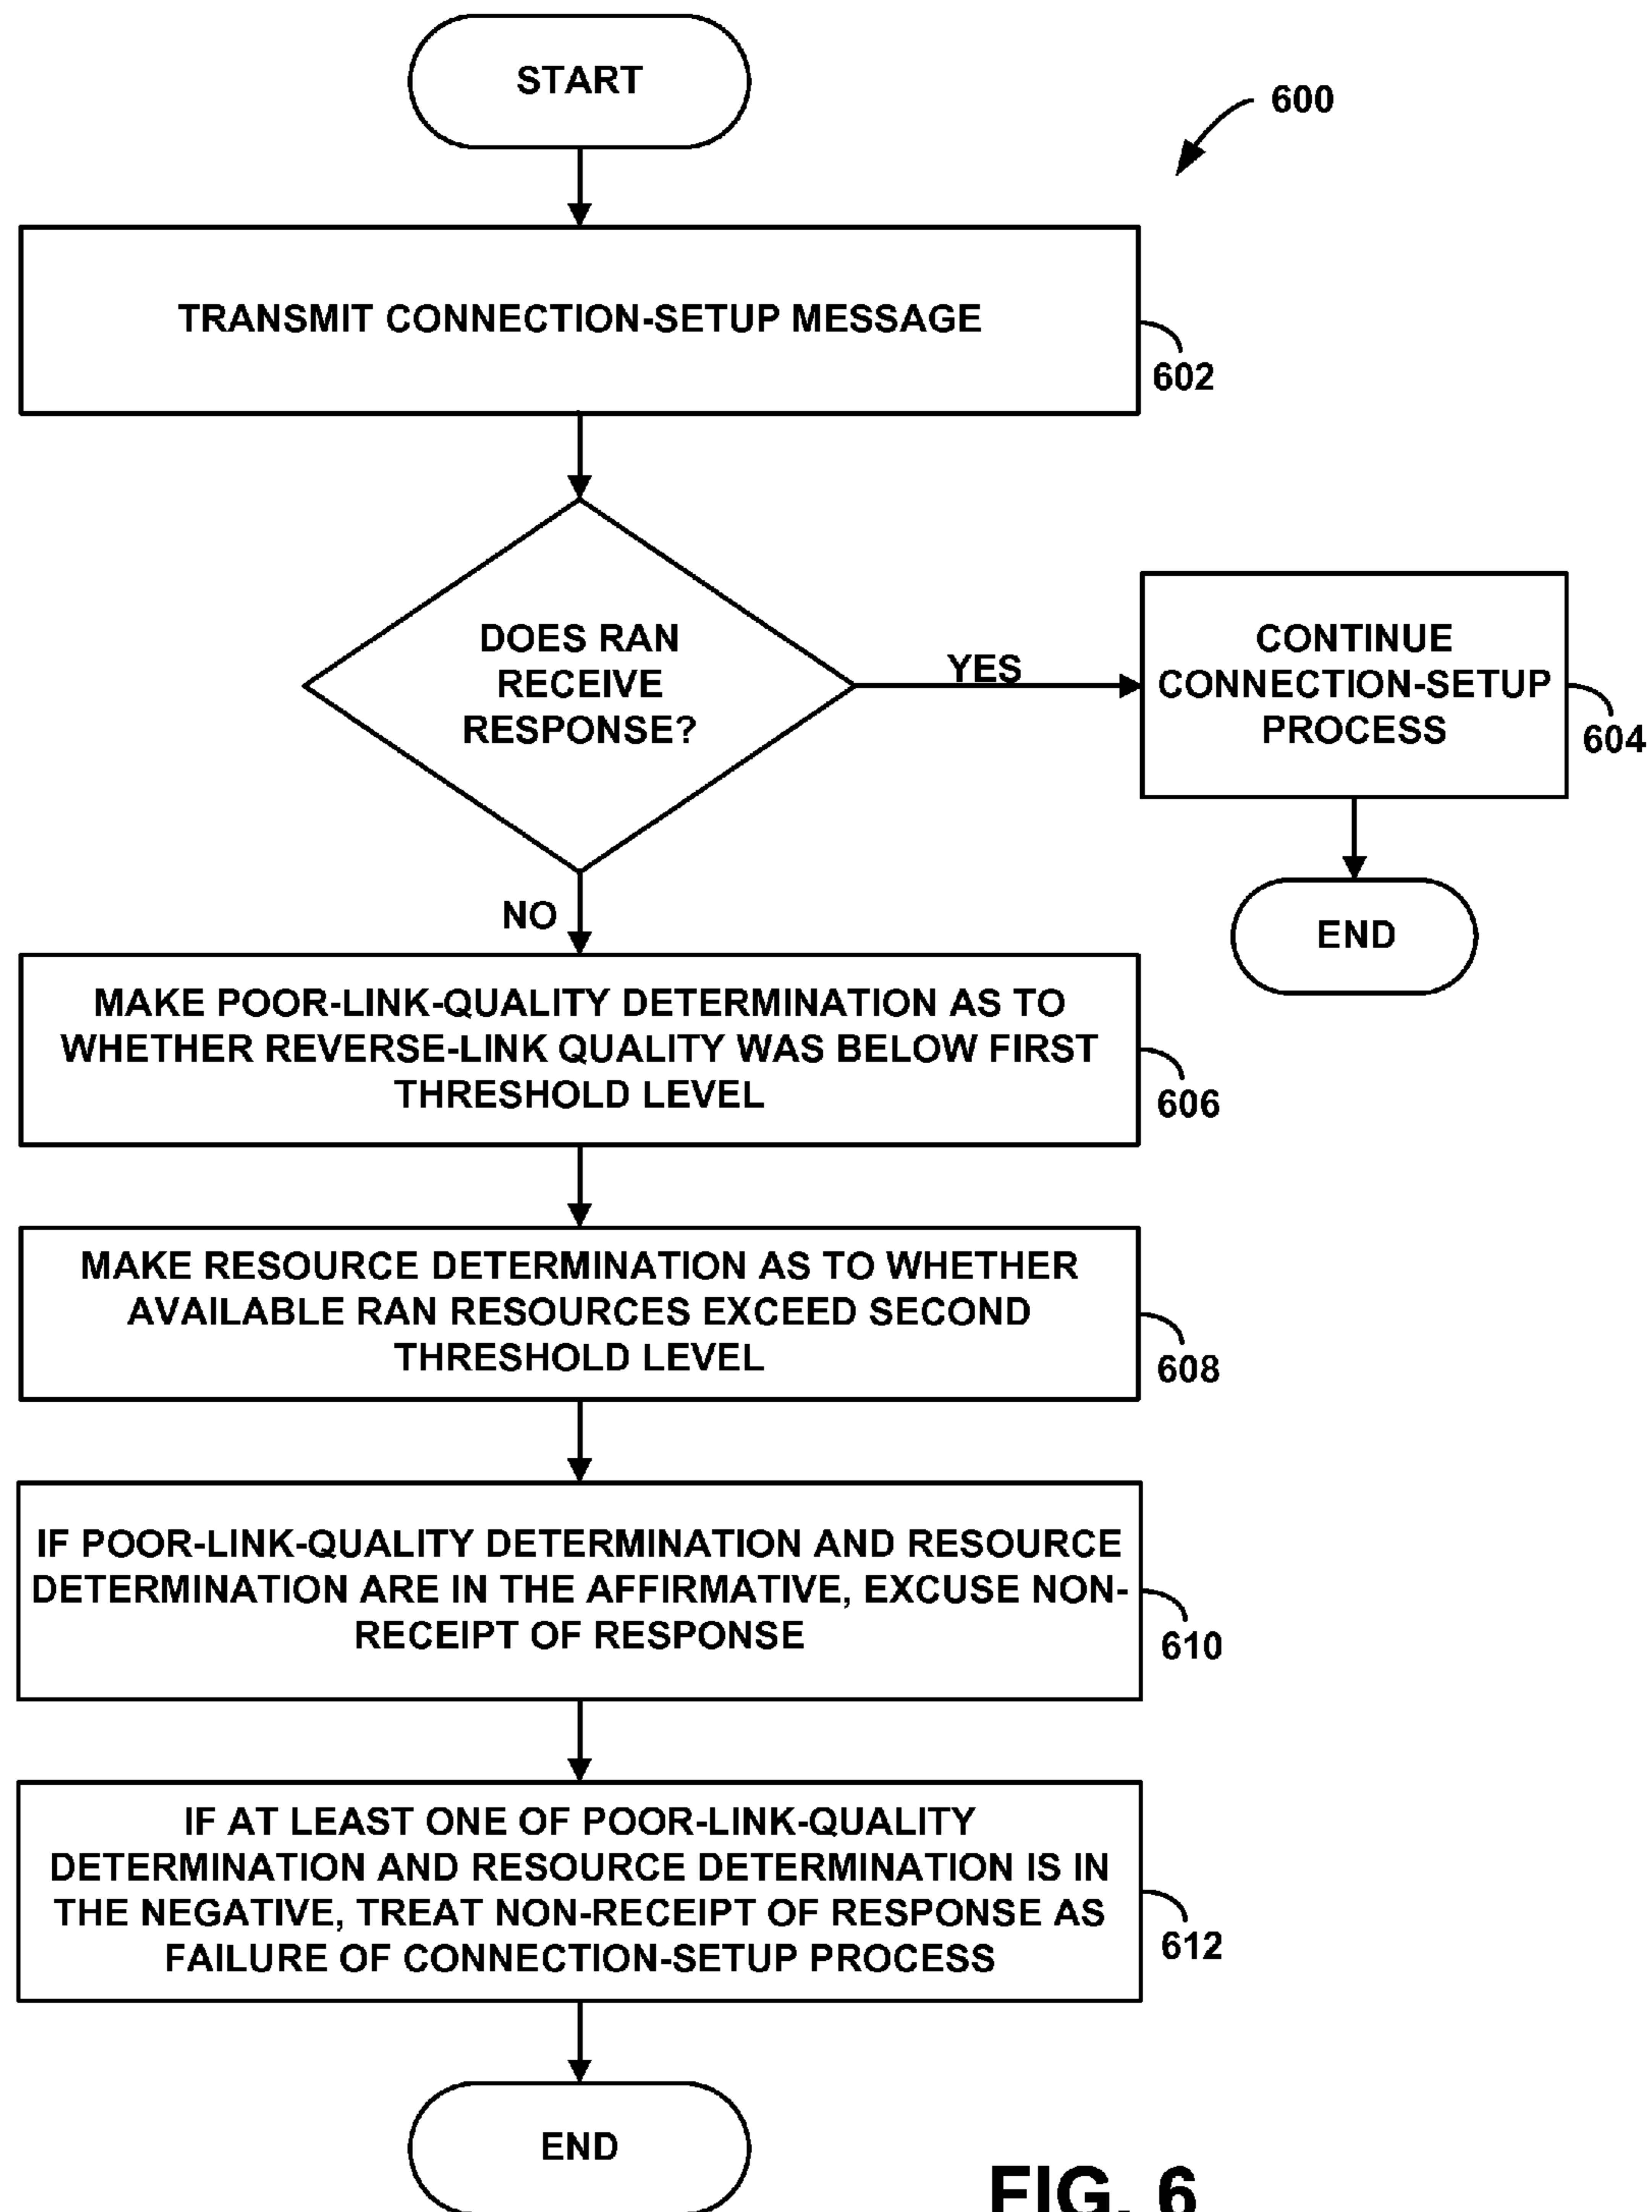 START
600
TRANSMIT CONNECTION-SETUP MESSAGE
602
DOES RAN
RECEIVE
RESPONSE?
YES
CONTINUE
CONNECTION-SETUP
PROCESS
604
END
NO
MAKE POOR-LINK-QUALITY DETERMINATION AS TO
WHETHER REVERSE-LINK QUALITY WAS BELOW FIRST
THRESHOLD LEVEL
606
MAKE RESOURCE DETERMINATION AS TO WHETHER
AVAILABLE RAN RESOURCES EXCEED SECOND
THRESHOLD LEVEL
608
IF POOR-LINK-QUALITY DETERMINATION AND RESOURCE
DETERMINATION ARE IN THE AFFIRMATIVE, EXCUSE NON-
RECEIPT OF RESPONSE
610
IF AT LEAST ONE OF POOR-LINK-QUALITY
DETERMINATION AND RESOURCE DETERMINATION IS IN
THE NEGATIVE, TREAT NON-RECEIPT OF RESPONSE AS
FAILURE OF CONNECTION-SETUP PROCESS
612
END
FIG. 6